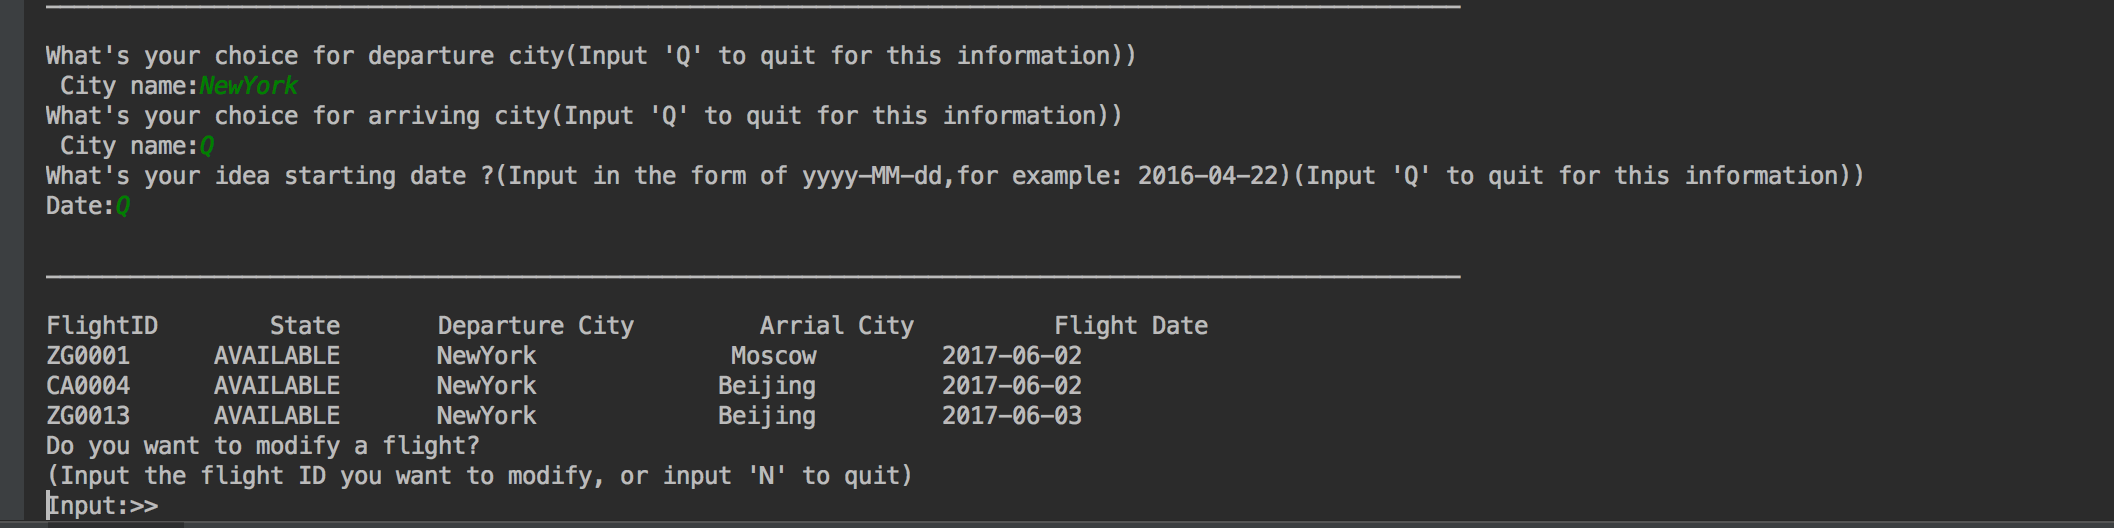 What's your choice for departure city(Input 'Q' to quit for this information))
City name:NewYork
What's your choice for arriving city(Input 'Q' to quit for this information))
City name:Q
What's your idea starting date ?(Input in the form of yyyy-MM-dd,for example: 2016-04-22)(Input 'Q' to quit for this information))
Date:Q
FlightID State Departure City Arrial City Flight Date
ZG0001 AVAILABLE NewYork Moscow 2017-06-02
CA0004 AVAILABLE NewYork Beijing 2017-06-02
ZG0013 AVAILABLE NewYork Beijing 2017-06-03
Do you want to modify a flight?
(Input the flight ID you want to modify, or input 'N' to quit)
Input:>>